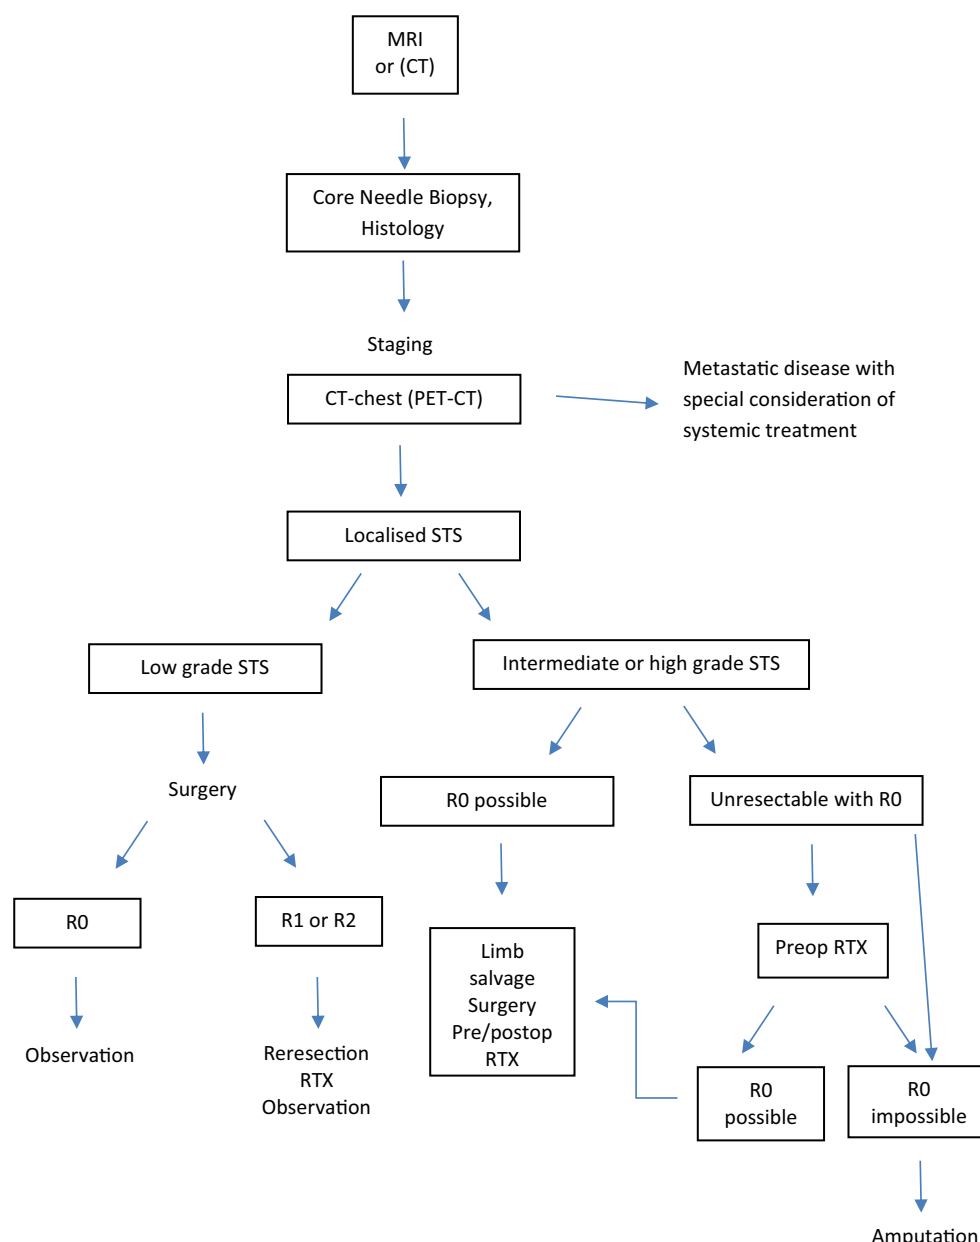 MRI
or (CT)
Core Needle Biopsy,
Histology
Staging
CT-chest (PET-CT)
Metastatic disease with
special consideration of
systemic treatment
Localised STS
Low grade STS
Intermediate or high grade STS
Surgery
R0 possible
Unresectable with R0
R0
R1 or R2
Limb
salvage
Surgery
Pre/postop
RTX
Preop RTX
Observation
Reresection
RTX
Observation
R0
possible
R0
impossible
Amputation